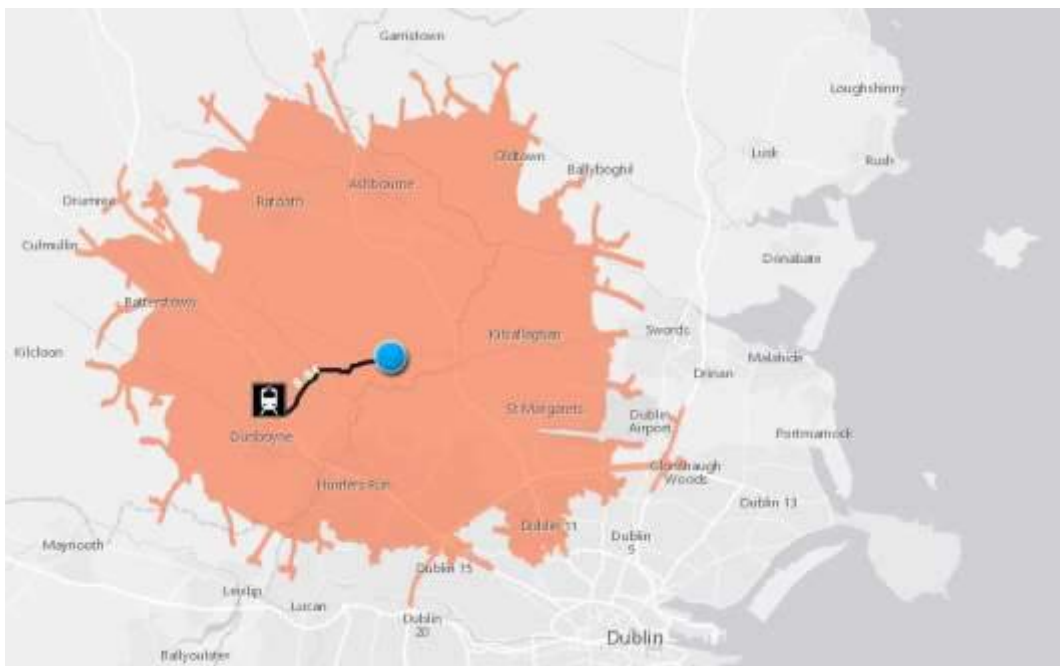 Garristown
Loughshinny
Oldtown
Lusk
Rush
Ballyboghil
Ashbourne
Ratoath
Drumree
Culmullin
Donabate
Batterstown
Kilsallaghan
Swords
Kilcloon
Malahide
Drinan
St Margarets
Dublin
Airport
Dunboyne
Portmarnock
Clonshaugh
Woods
Hunters Run
Dublin 13
Dublin 11
Dublin
9
Maynooth
Dublin 15
Leixlip
Lucan
Dublin
20
Dublin
Ballyoulster